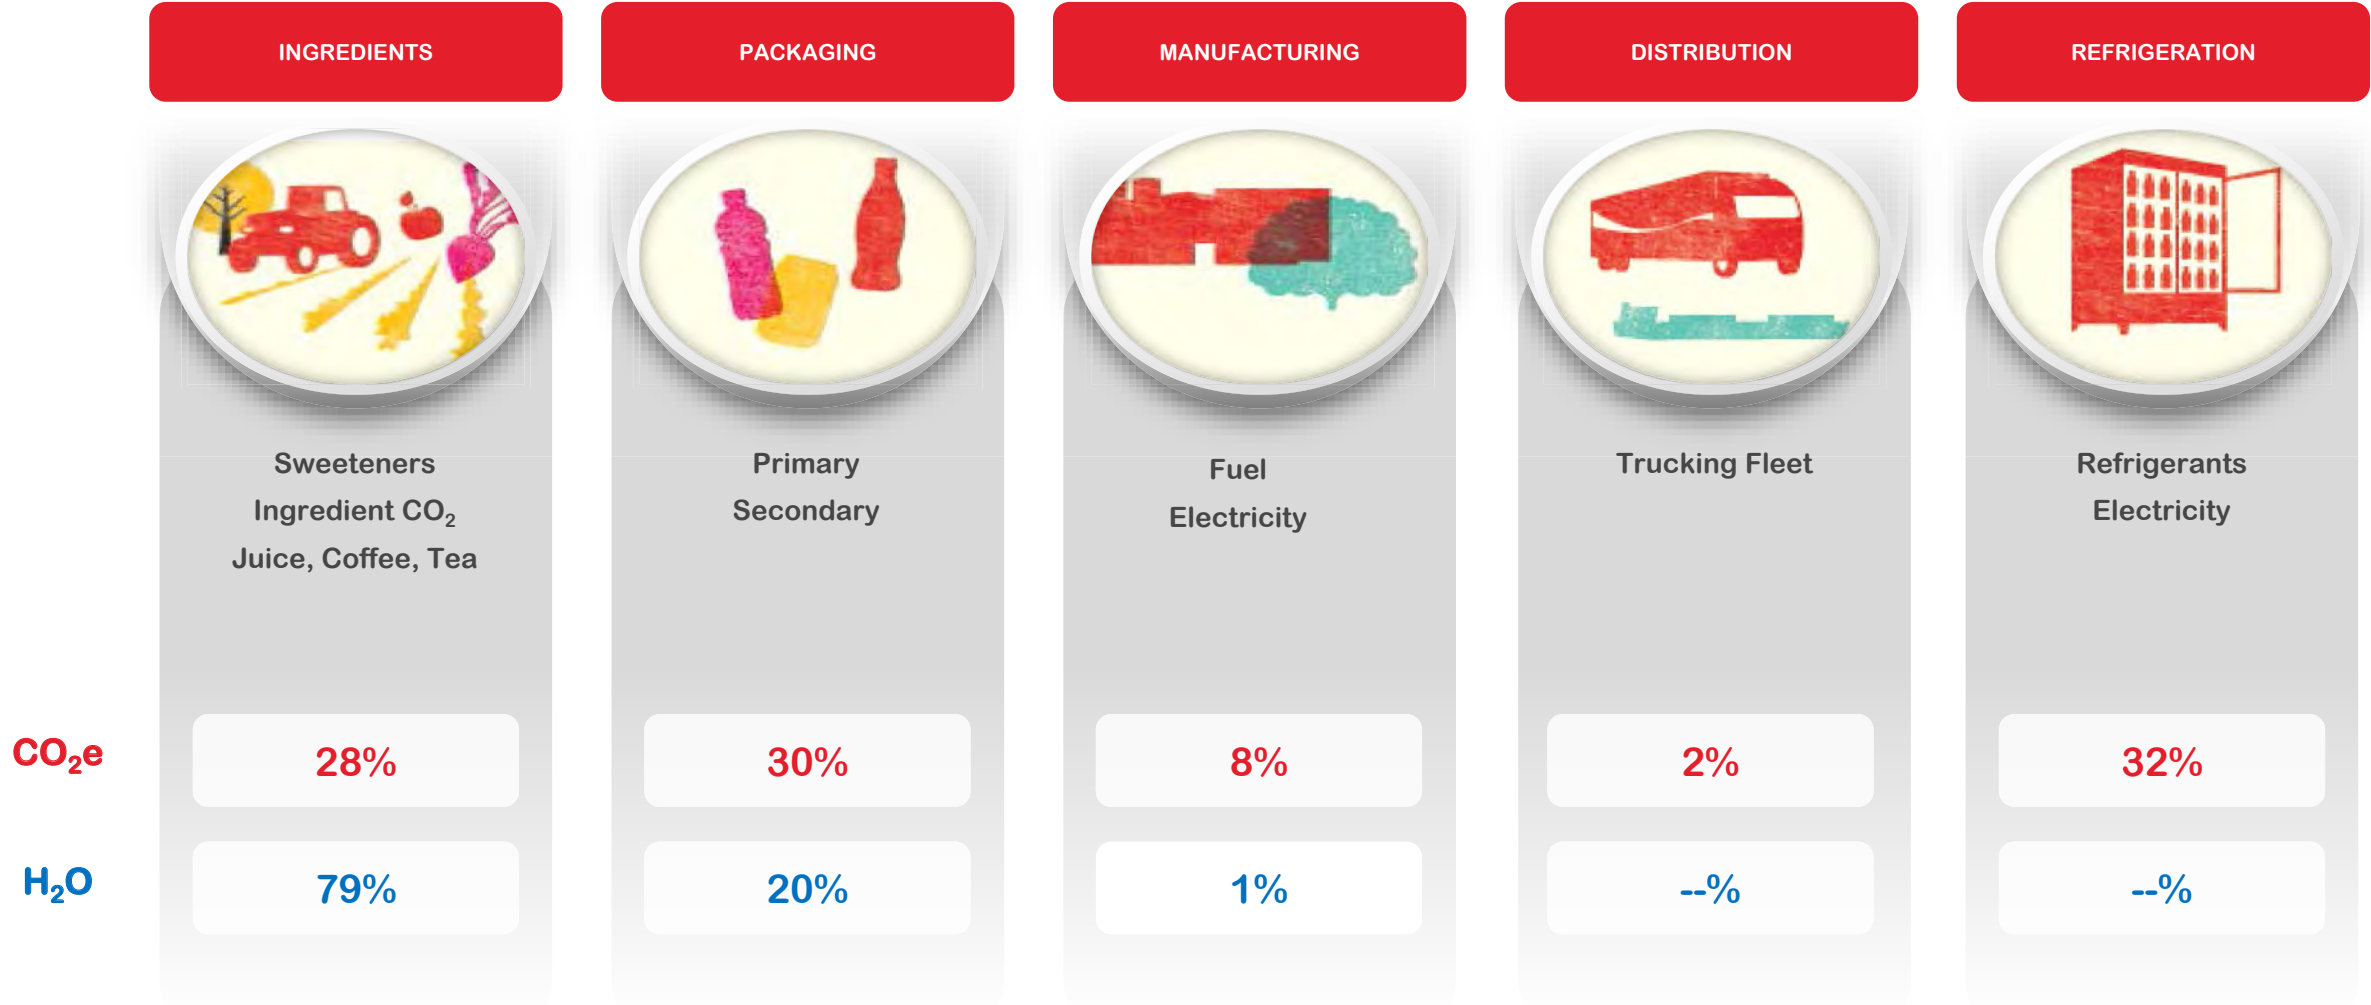 INGREDIENTS
PACKAGING
MANUFACTURING
DISTRIBUTION
REFRIGERATION
Sweeteners
Ingredient CO₂
Juice, Coffee, Tea
Primary
Secondary
Fuel
Electricity
Trucking Fleet
Refrigerants
Electricity
CO₂e 28% 30% 8% 2% 32%
H₂O 79% 20% 1% --% --%